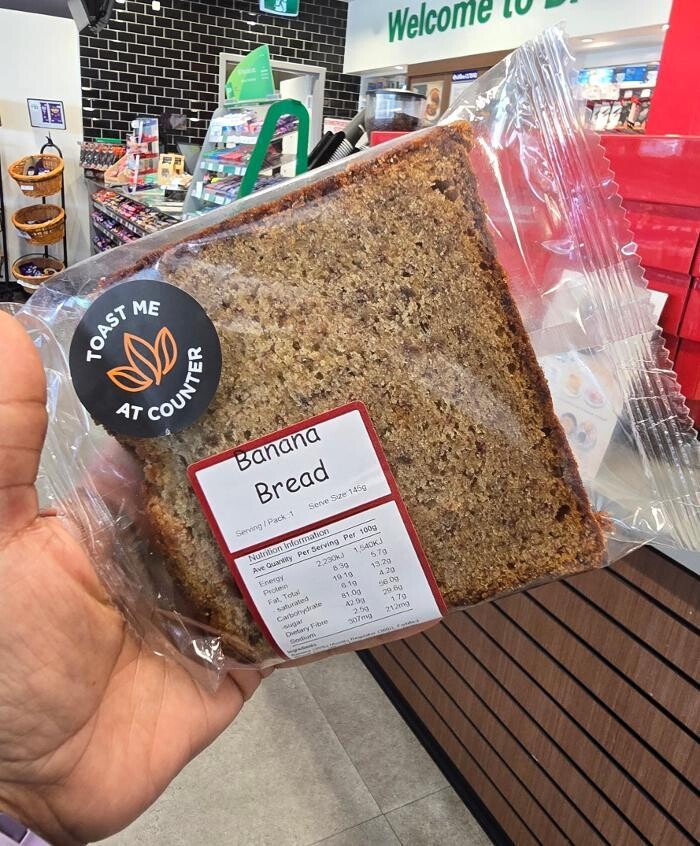 Welcome to B
TOAST ME
AT COUNTER
Banana
Bread
Serving / Pack :1 Serve Size 145g
Nutrition Information
Ave Quantity Per Serving Per 100g
Energy 2,230kJ 1,540KJ
Protein 8.3g 5.7g
Fat, Total 19.1g 13.2g
- saturated 6.1g 4.2g
Carbohydrate 81.0g 56.0g
-sugar 42.9g 29.6g
Dietary Fibre 2.5g 1.7g
Sodium 307mg 212mg
Ingredients